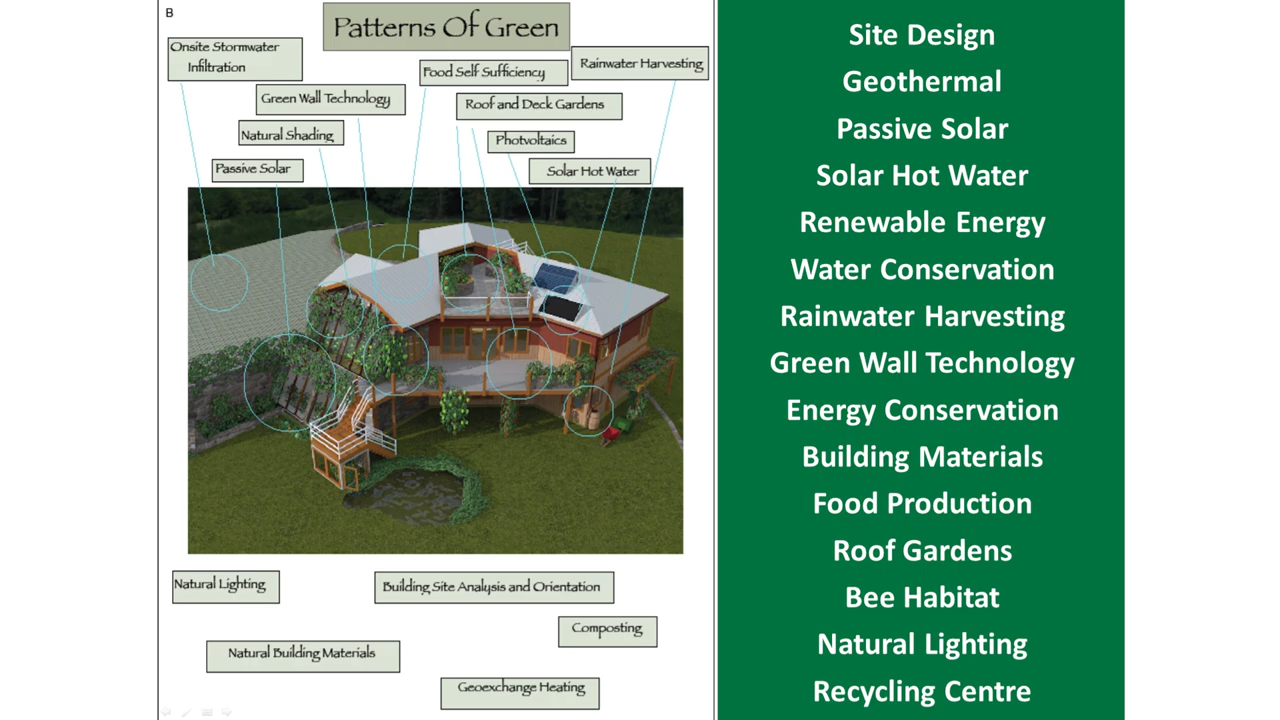 B
Patterns Of Green
Onsite Stormwater
Infiltration
Rainwater Harvesting
Food Self Sufficiency
Green Wall Technology
Roof and Deck Gardens
Natural Shading
Photvoltaics
Passive Solar
Solar Hot Water
Natural Lighting
Building Site Analysis and Orientation
Composting
Natural Building Materials
Geoexchange Heating
Site Design
Geothermal
Passive Solar
Solar Hot Water
Renewable Energy
Water Conservation
Rainwater Harvesting
Green Wall Technology
Energy Conservation
Building Materials
Food Production
Roof Gardens
Bee Habitat
Natural Lighting
Recycling Centre